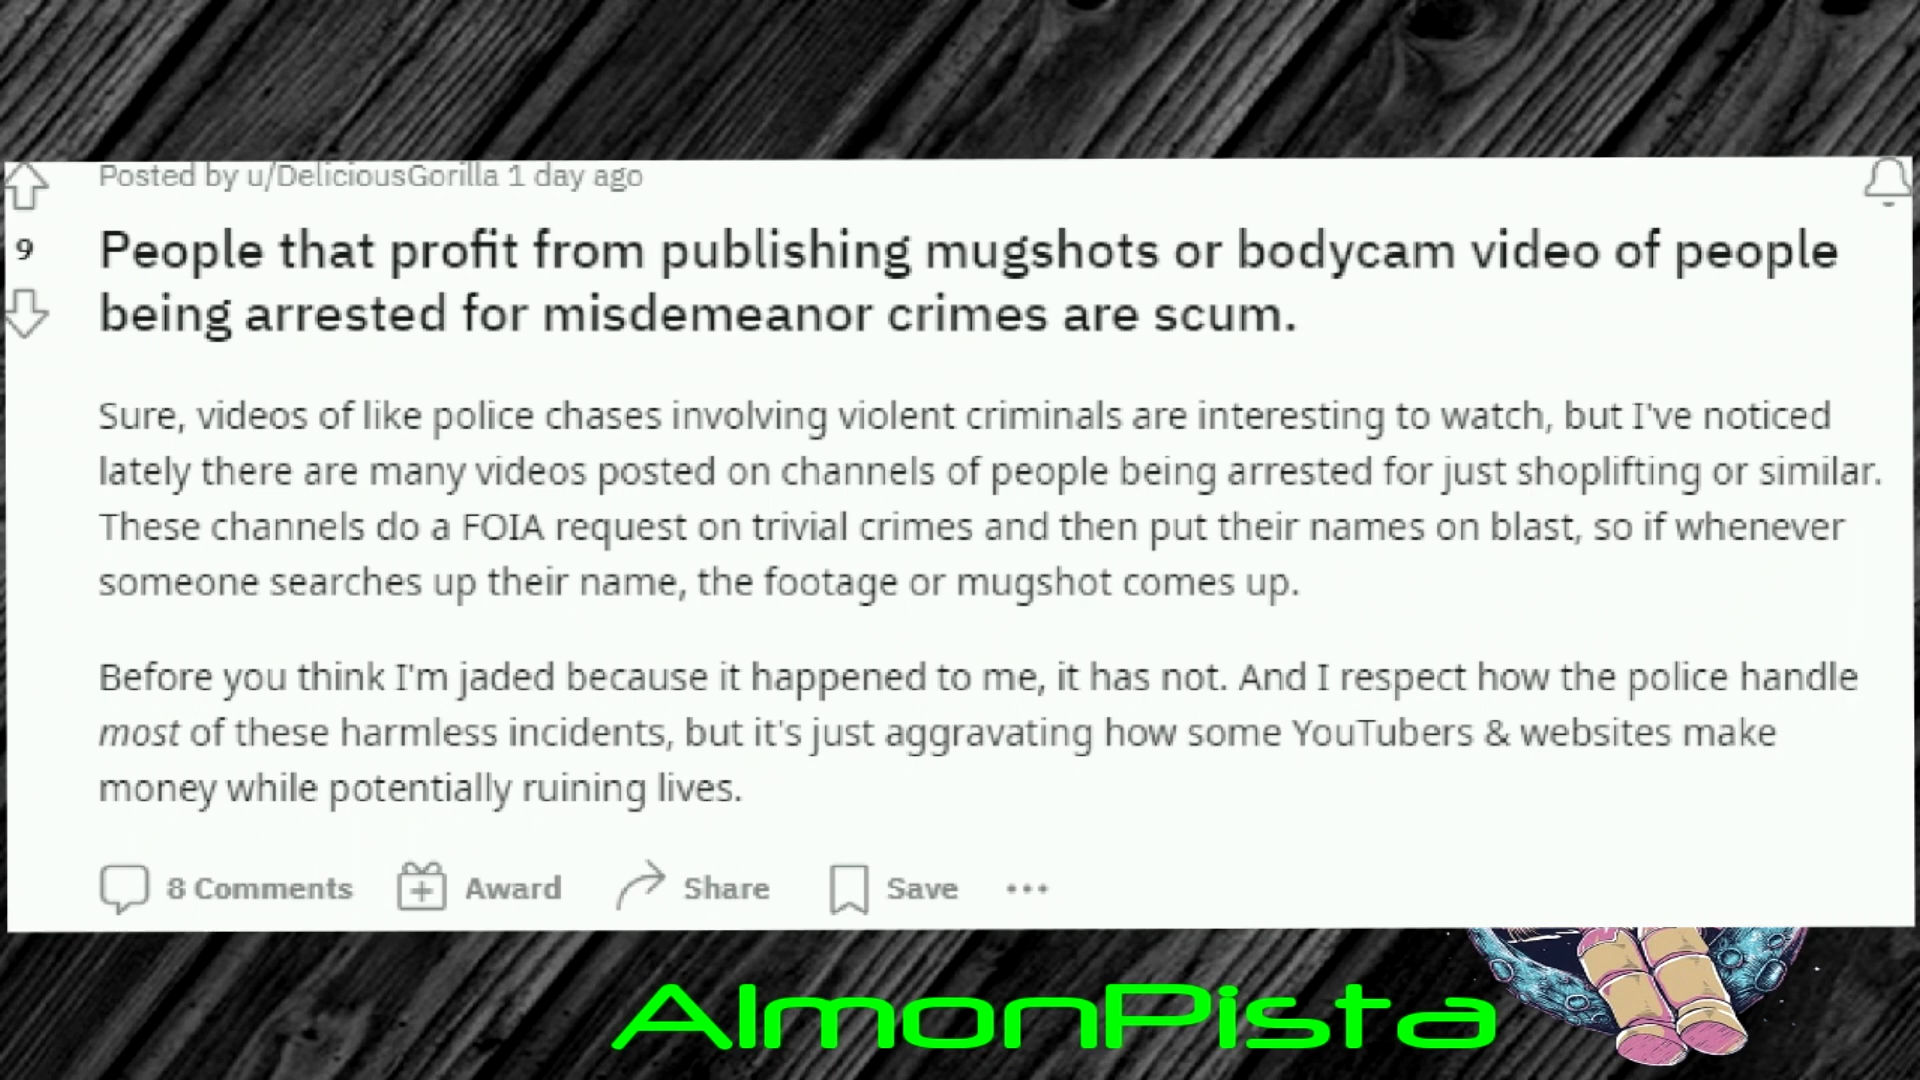 Posted by u/DeliciousGorilla 1 day ago
9
People that profit from publishing mugshots or bodycam video of people
being arrested for misdemeanor crimes are scum.
Sure, videos of like police chases involving violent criminals are interesting to watch, but I've noticed
lately there are many videos posted on channels of people being arrested for just shoplifting or similar.
These channels do a FOIA request on trivial crimes and then put their names on blast, so if whenever
someone searches up their name, the footage or mugshot comes up.
Before you think I'm jaded because it happened to me, it has not. And I respect how the police handle
most of these harmless incidents, but it's just aggravating how some YouTubers & websites make
money while potentially ruining lives.
8 Comments Award Share Save
AlmonPista